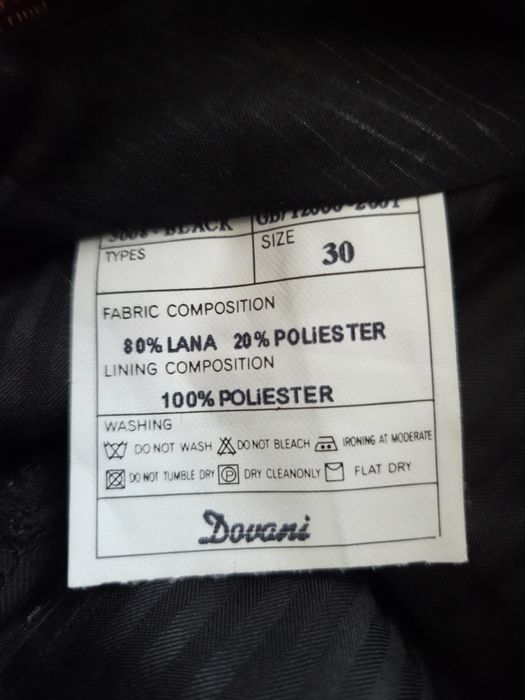 BLACK
TYPES
SIZE
30
FABRIC COMPOSITION
80% LANA 20% POLiESTER
LINING COMPOSITION
100% POLiESTER
WASHING
DO NOT WASH DO NOT BLEACH IRONING AT MODERATE
DO NOT TUMBLE DRY P DRY CLEANONLY FLAT DRY
Dovani